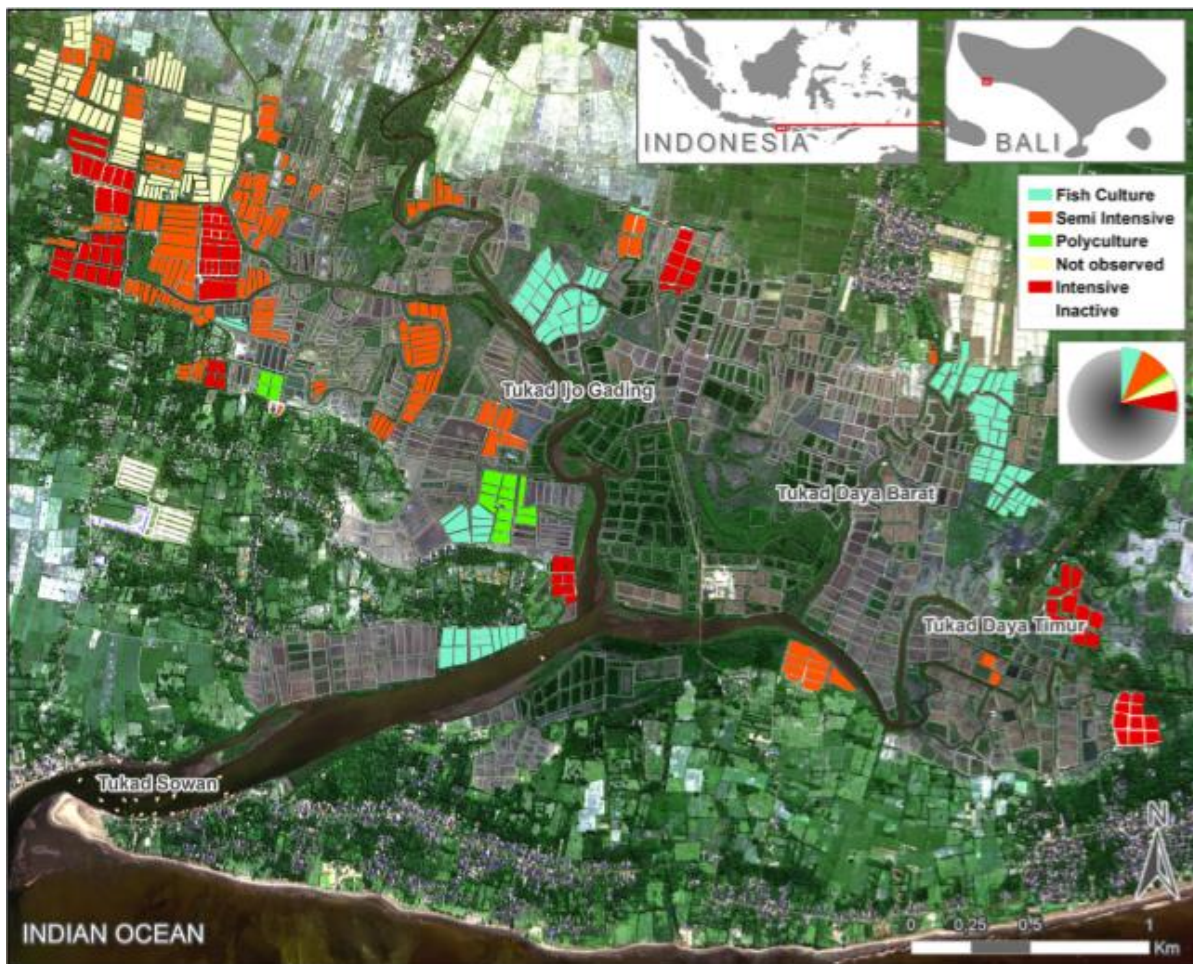 INDONESIA
BALI
Fish Culture
Semi Intensive
Polyculture
Not observed
Intensive
Inactive
Tukad Ijo Gading
Tukad Daya Barat
Tukad Daya Timur
Tukad Sowan
N
0 0,25 0,5 1
Km
INDIAN OCEAN